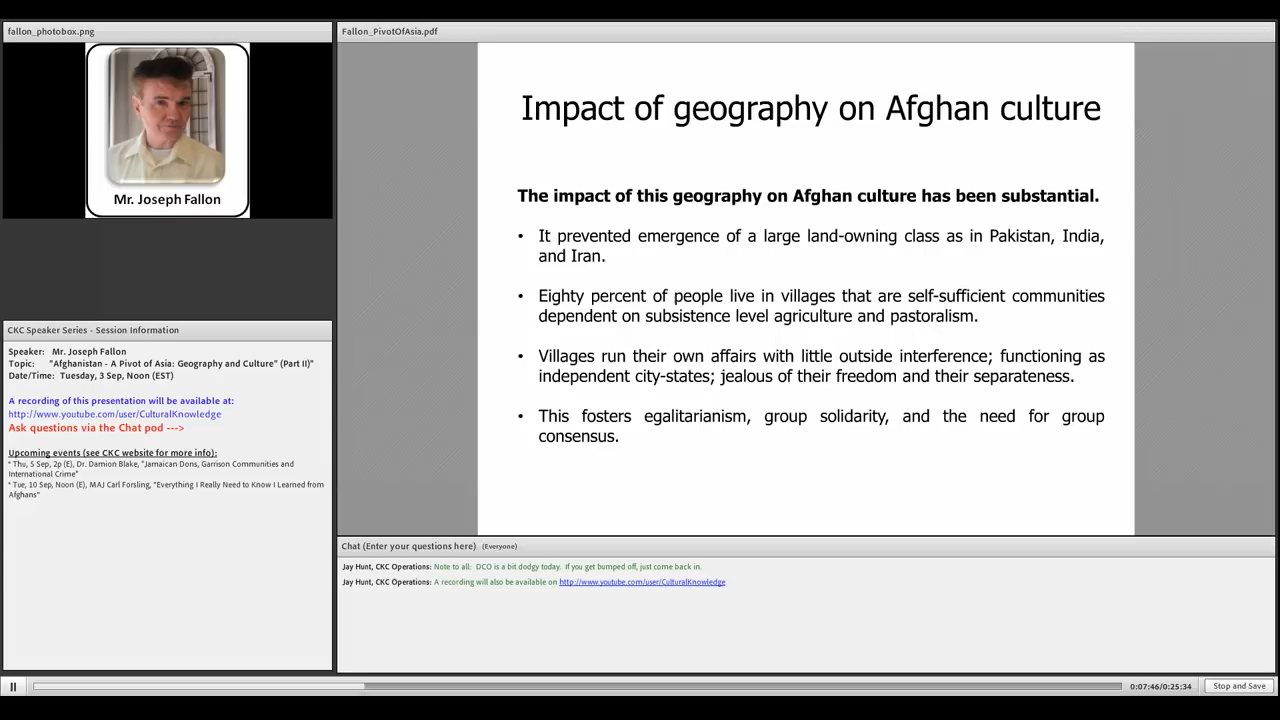 fallon_photobox.png
Mr. Joseph Fallon
CKC Speaker Series - Session Information
Speaker: Mr. Joseph Fallon
Topic: "Afghanistan - A Pivot of Asia: Geography and Culture" (Part II)"
Date/Time: Tuesday, 3 Sep, Noon (EST)
A recording of this presentation will be available at:
http://www.youtube.com/user/CulturalKnowledge
Ask questions via the Chat pod --->
Upcoming events (see CKC website for more info):
* Thu, 5 Sep, 2p (E), Dr. Damion Blake, "Jamaican Dons, Garrison Communities and
International Crime"
* Tue, 10 Sep, Noon (E), MAJ Carl Forsling, "Everything I Really Need to Know I Learned from
Afghans"
Fallon_PivotOfAsia.pdf
Impact of geography on Afghan culture
The impact of this geography on Afghan culture has been substantial.
• It prevented emergence of a large land-owning class as in Pakistan, India,
and Iran.
• Eighty percent of people live in villages that are self-sufficient communities
dependent on subsistence level agriculture and pastoralism.
• Villages run their own affairs with little outside interference; functioning as
independent city-states; jealous of their freedom and their separateness.
• This fosters egalitarianism, group solidarity, and the need for group
consensus.
Chat (Enter your questions here) (Everyone)
Jay Hunt, CKC Operations: Note to all: DCO is a bit dodgy today. If you get bumped off, just come back in.
Jay Hunt, CKC Operations: A recording will also be available on http://www.youtube.com/user/CulturalKnowledge
0:07:46/0:25:34
Stop and Save